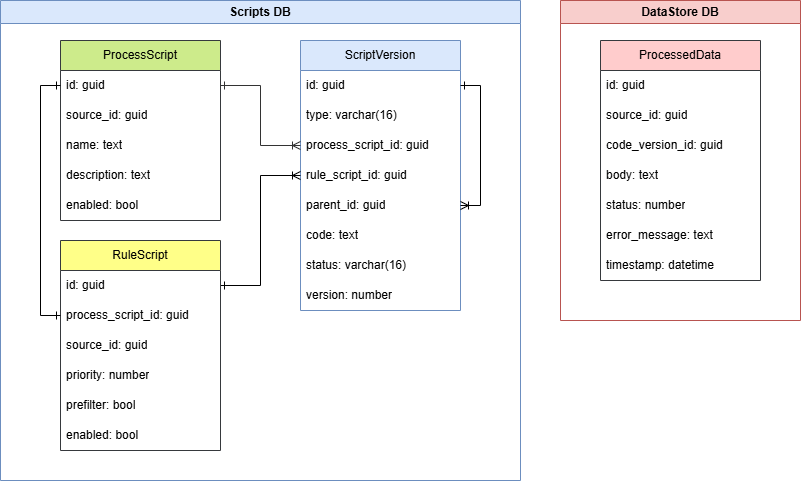 Scripts DB
ProcessScript
id: guid
source_id: guid
name: text
description: text
enabled: bool
RuleScript
id: guid
process_script_id: guid
source_id: guid
priority: number
prefilter: bool
enabled: bool
ScriptVersion
id: guid
type: varchar(16)
process_script_id: guid
rule_script_id: guid
parent_id: guid
code: text
status: varchar(16)
version: number
DataStore DB
ProcessedData
id: guid
source_id: guid
code_version_id: guid
body: text
status: number
error_message: text
timestamp: datetime